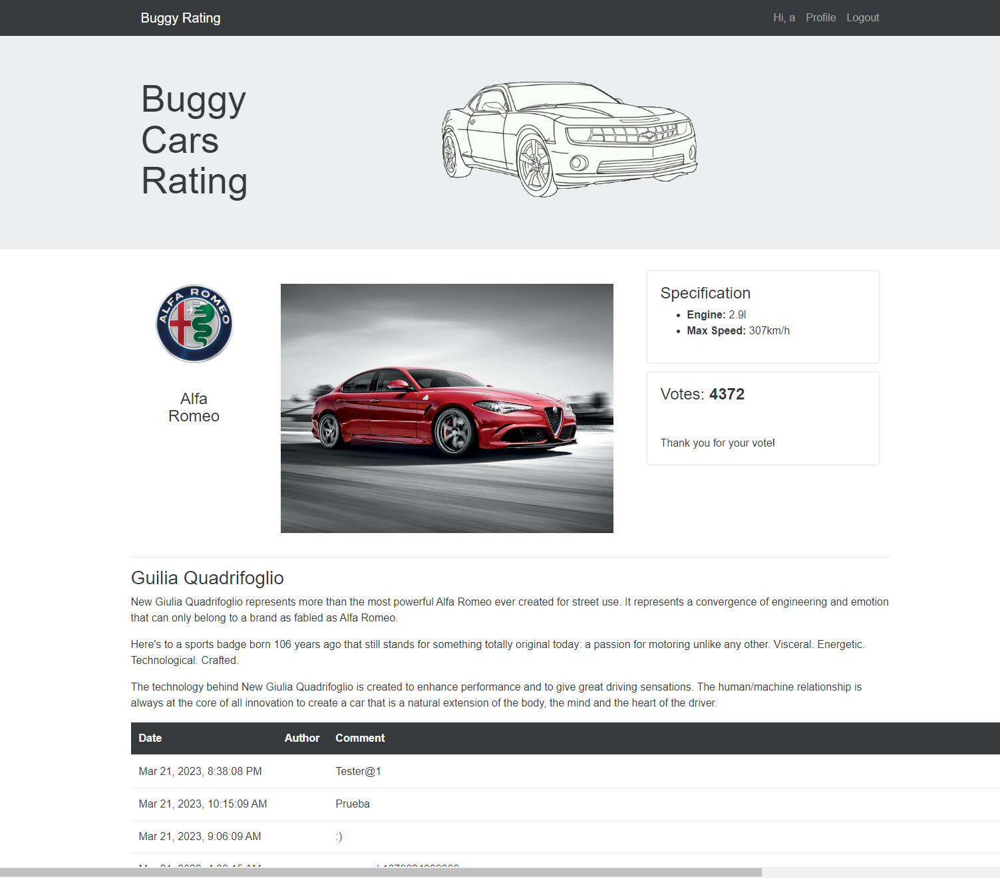 Buggy Rating
Hi, a Profile Logout
Buggy
Cars
Rating
ALFA ROMEO
Alfa
Romeo
Specification
Engine: 2.9l
Max Speed: 307km/h
Votes: 4372
Thank you for your vote!
Guilia Quadrifoglio
New Giulia Quadrifoglio represents more than the most powerful Alfa Romeo ever created for street use. It represents a convergence of engineering and emotion
that can only belong to a brand as fabled as Alfa Romeo.
Here's to a sports badge born 106 years ago that still stands for something totally original today: a passion for motoring unlike any other. Visceral. Energetic.
Technological. Crafted.
The technology behind New Giulia Quadrifoglio is created to enhance performance and to give great driving sensations. The human/machine relationship is
always at the core of all innovation to create a car that is a natural extension of the body, the mind and the heart of the driver.
Date Author Comment
Mar 21, 2023, 8:38:08 PM Tester@1
Mar 21, 2023, 10:15:09 AM Prueba
Mar 21, 2023, 9:06:09 AM :)